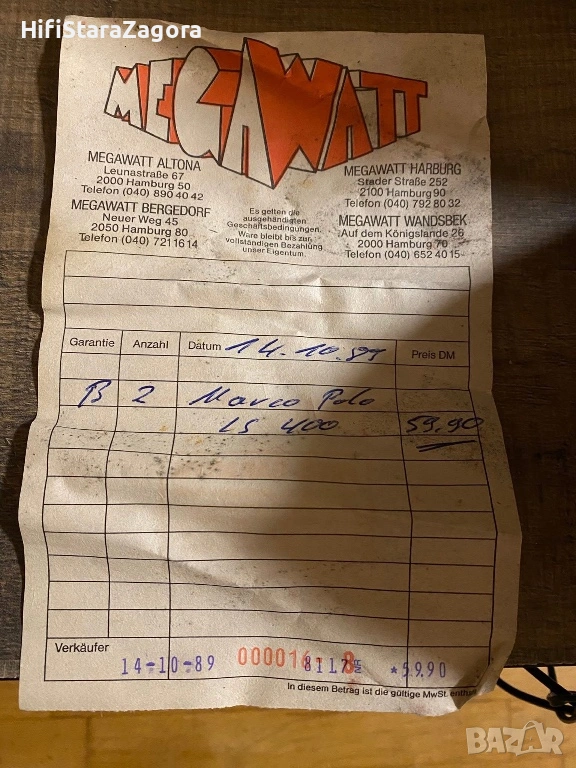 HifiStaraZagora
MEGAWATT
MEGAWATT ALTONA
Leunastraße 67
2000 Hamburg 50
Telefon (040) 890 40 42
MEGAWATT BERGEDORF
Neuer Weg 45
2050 Hamburg 80
Telefon (040) 721 16 14
Es gelten die
ausgehändigten
Geschäftsbedingungen.
Ware bleibt bis zur
vollständigen Bezahlung
unser Eigentum.
MEGAWATT HARBURG
Stader Straße 252
2100 Hamburg 90
Telefon (040) 792 80 32
MEGAWATT WANDSBEK
Auf dem Königslande 26
2000 Hamburg 70
Telefon (040) 652 40 15
Garantie Anzahl Datum 14.10.89 Preis DM
B 2 Marco Polo
LS 400 59,90
Verkäufer
14-10-89 000016 8117 *59.90
In diesem Betrag ist die gültige MwSt.
BAZAR